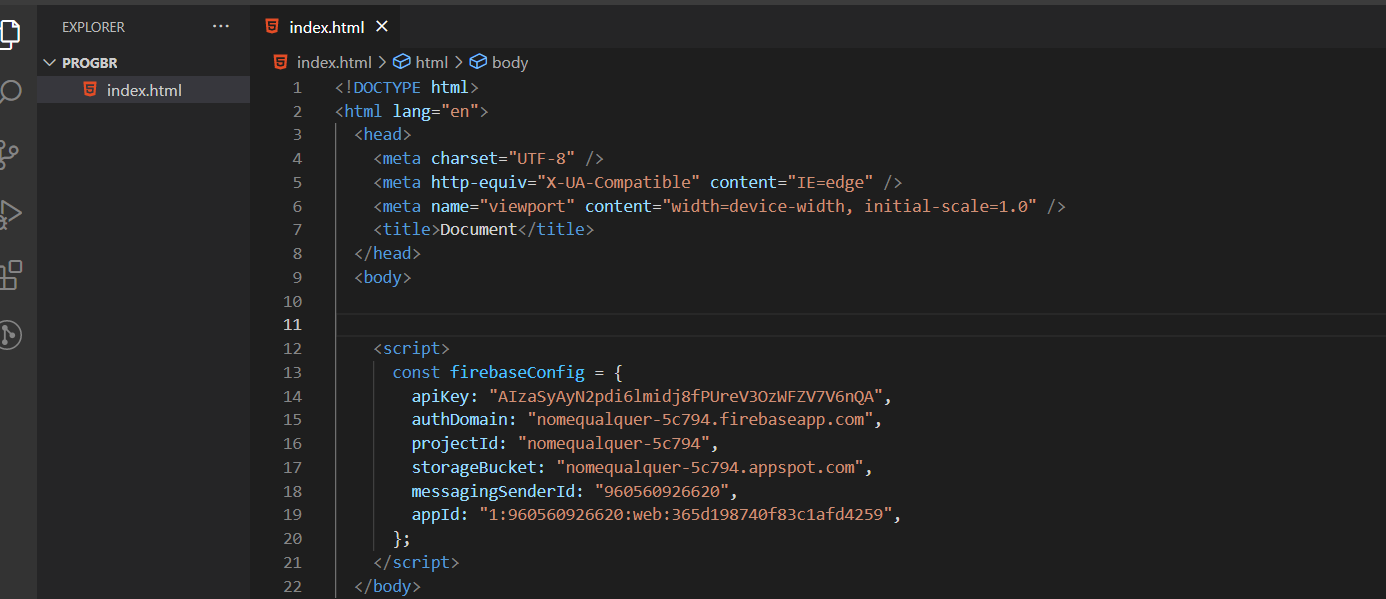 EXPLORER ...
PROGBR
index.html
index.html
index.html > html > body
1 <!DOCTYPE html>
2 <html lang="en">
3 <head>
4 <meta charset="UTF-8" />
5 <meta http-equiv="X-UA-Compatible" content="IE=edge" />
6 <meta name="viewport" content="width=device-width, initial-scale=1.0" />
7 <title>Document</title>
8 </head>
9 <body>
10
11
12 <script>
13 const firebaseConfig = {
14 apiKey: "AIzaSyAyN2pdi6lmidj8fPUreV3OzWFZV7V6nQA",
15 authDomain: "nomequalquer-5c794.firebaseapp.com",
16 projectId: "nomequalquer-5c794",
17 storageBucket: "nomequalquer-5c794.appspot.com",
18 messagingSenderId: "960560926620",
19 appId: "1:960560926620:web:365d198740f83c1afd4259",
20 };
21 </script>
22 </body>